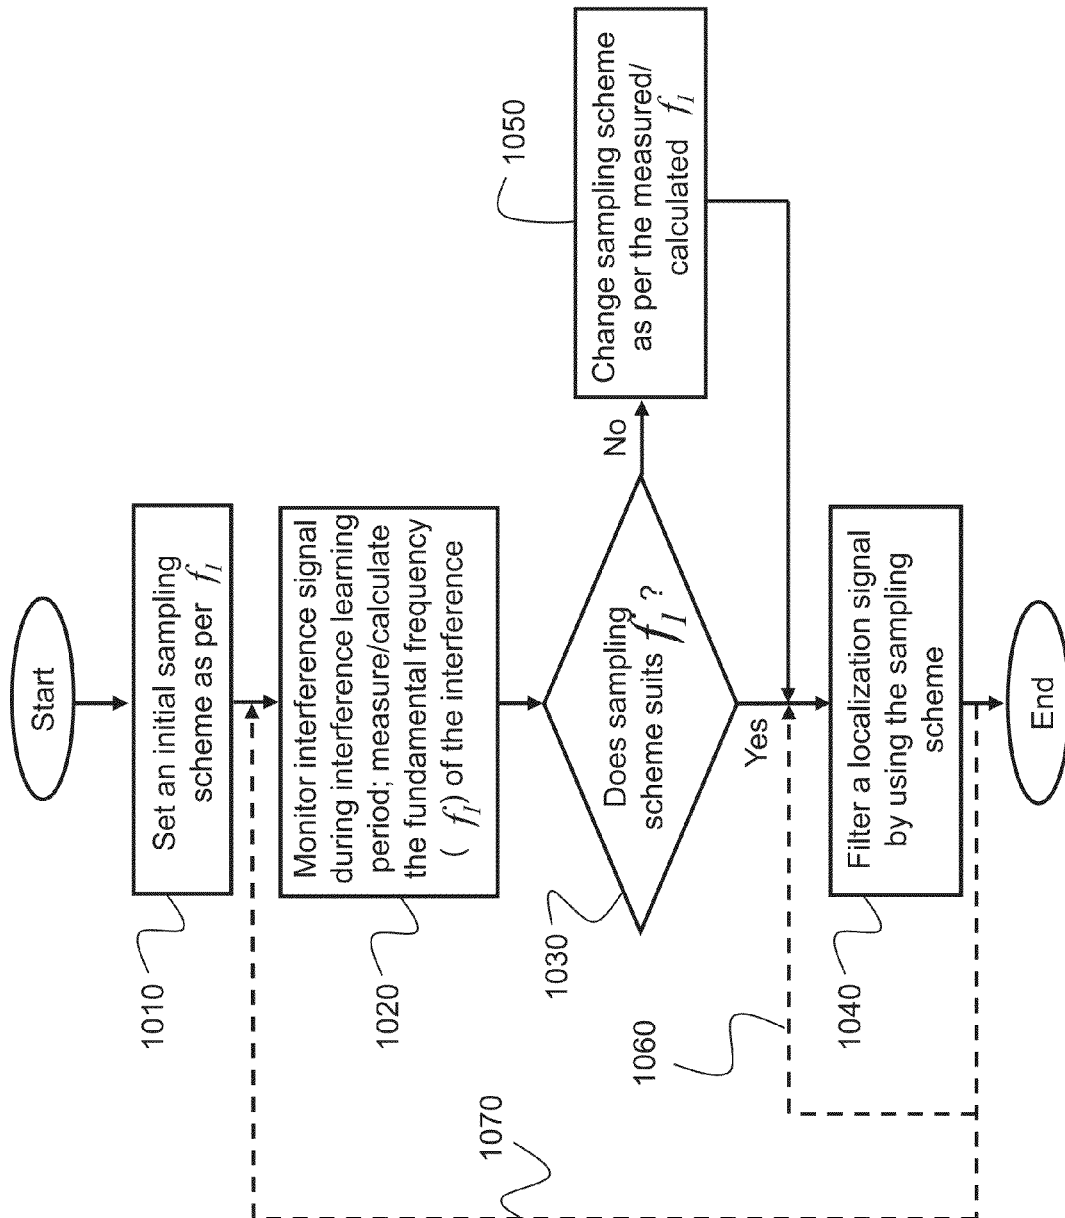 Start
Set an initial sampling
scheme as per f_I
1010
Monitor interference signal
during interference learning
period; measure/calculate
the fundamental frequency
( f_I) of the interference
1020
Does sampling
scheme suits f_I ?
1030
No
Change sampling scheme
as per the measured/
calculated f_I
1050
Yes
1060
Filter a localization signal
by using the sampling
scheme
1040
1070
End